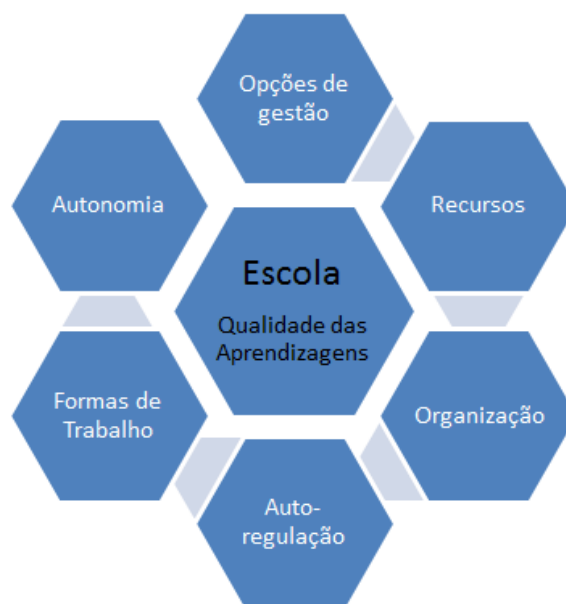 Opções de
gestão
Autonomia
Recursos
Escola
Qualidade das
Aprendizagens
Formas de
Trabalho
Organização
Auto-
regulação